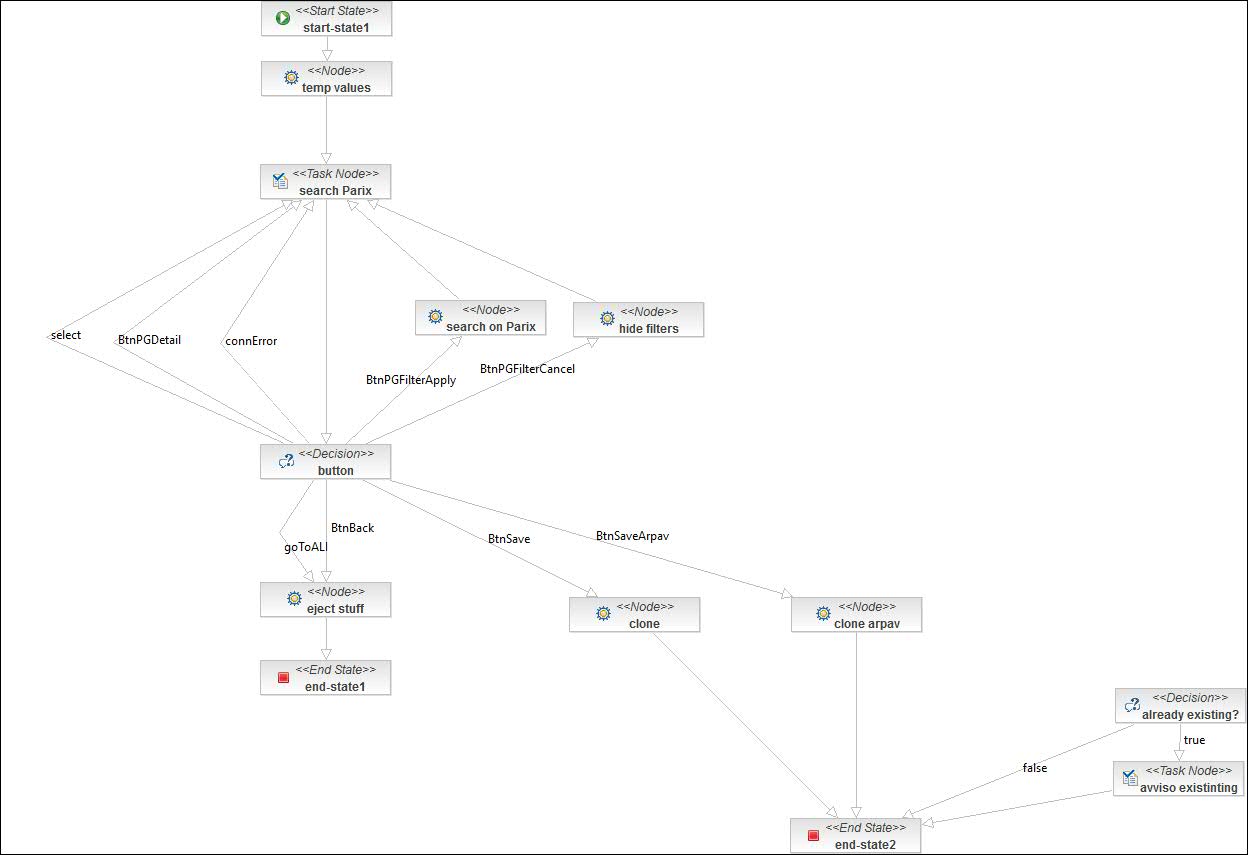 <<Start State>>
start-state1
<<Node>>
temp values
<<Task Node>>
search Parix
<<Node>>
search on Parix
<<Node>>
hide filters
select
BtnPGDetail
connError
BtnPGFilterApply
BtnPGFilterCancel
<<Decision>>
button
BtnBack
goToALI
BtnSave
BtnSaveArpav
<<Node>>
eject stuff
<<Node>>
clone
<<Node>>
clone arpav
<<End State>>
end-state1
<<Decision>>
already existing?
true
false
<<Task Node>>
avviso existinting
<<End State>>
end-state2